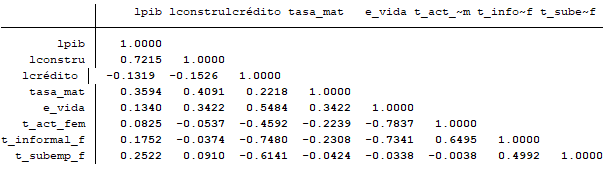 lpib lconstru lcrédito tasa_mat e_vida t_act_~m t_info~f t_sube~f
lpib 1.0000
lconstru 0.7215 1.0000
lcrédito -0.1319 -0.1526 1.0000
tasa_mat 0.3594 0.4091 0.2218 1.0000
e_vida 0.1340 0.3422 0.5484 0.3422 1.0000
t_act_fem 0.0825 -0.0537 -0.4592 -0.2239 -0.7837 1.0000
t_informal_f 0.1752 -0.0374 -0.7480 -0.2308 -0.7341 0.6495 1.0000
t_subemp_f 0.2522 0.0910 -0.6141 -0.0424 -0.0338 -0.0038 0.4992 1.0000